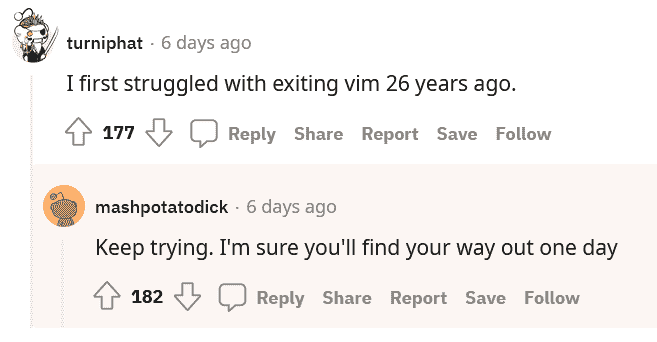 turniphat · 6 days ago
I first struggled with exiting vim 26 years ago.
177 Reply Share Report Save Follow
mashpotatodick · 6 days ago
Keep trying. I'm sure you'll find your way out one day
182 Reply Share Report Save Follow